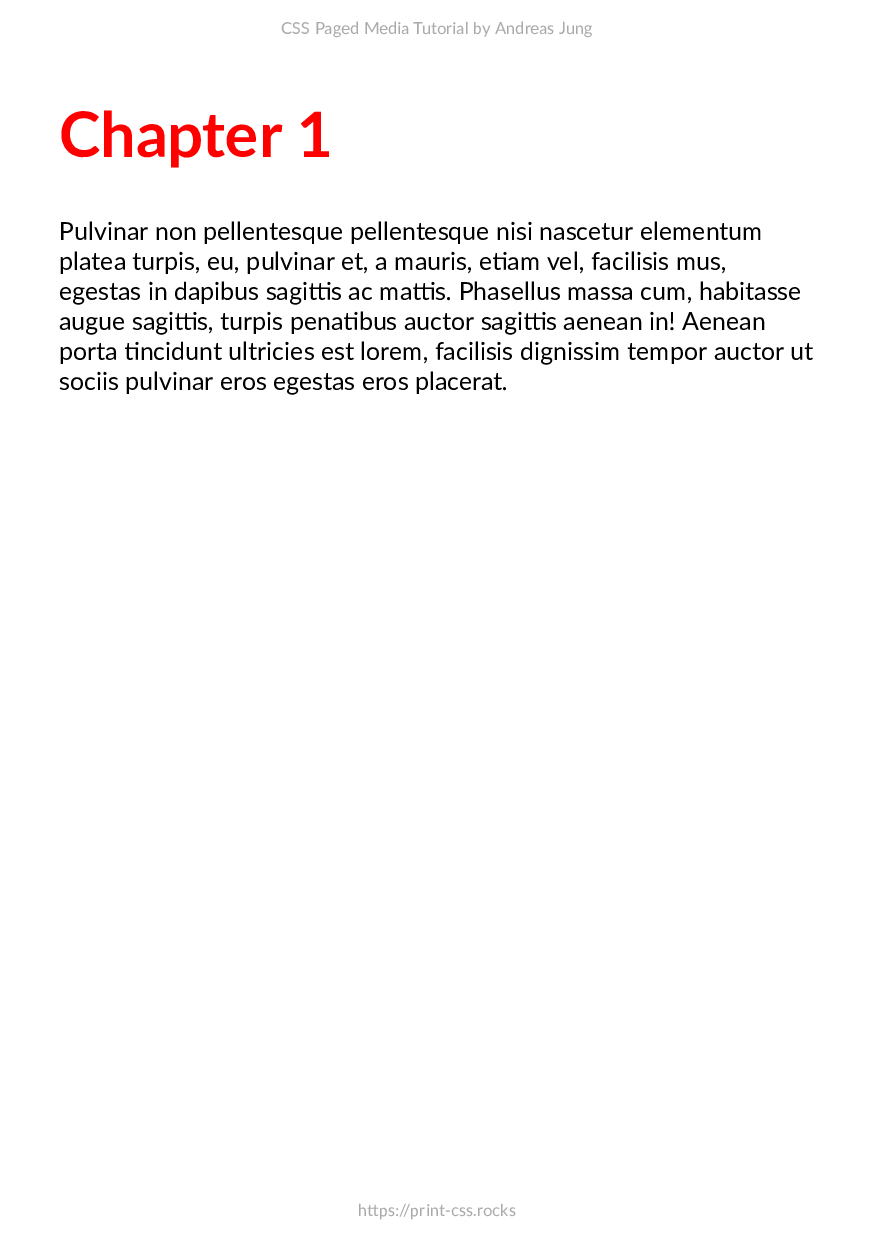 CSS Paged Media Tutorial by Andreas Jung
Chapter 1
Pulvinar non pellentesque pellentesque nisi nascetur elementum
platea turpis, eu, pulvinar et, a mauris, etiam vel, facilisis mus,
egestas in dapibus sagittis ac mattis. Phasellus massa cum, habitasse
augue sagittis, turpis penatibus auctor sagittis aenean in! Aenean
porta tincidunt ultricies est lorem, facilisis dignissim tempor auctor ut
sociis pulvinar eros egestas eros placerat.
https://print-css.rocks